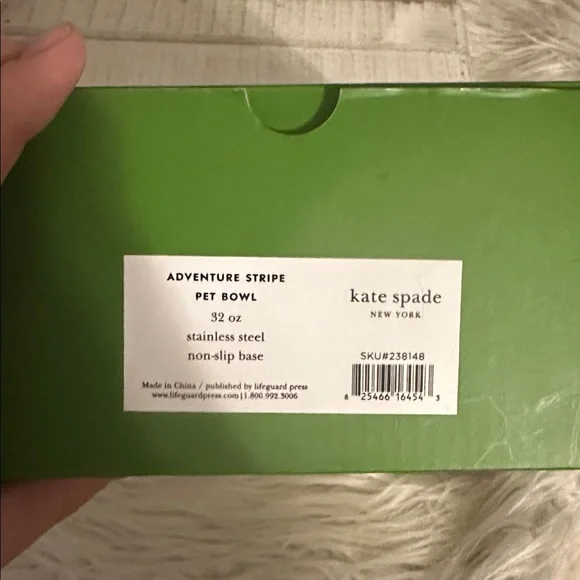 ADVENTURE STRIPE
PET BOWL
32 oz
stainless steel
non-slip base
Made in China / published by lifeguard press
www.lifeguardpress.com | 1.800.992.3006
kate spade
NEW YORK
SKU#238148
8 25466 16454 3